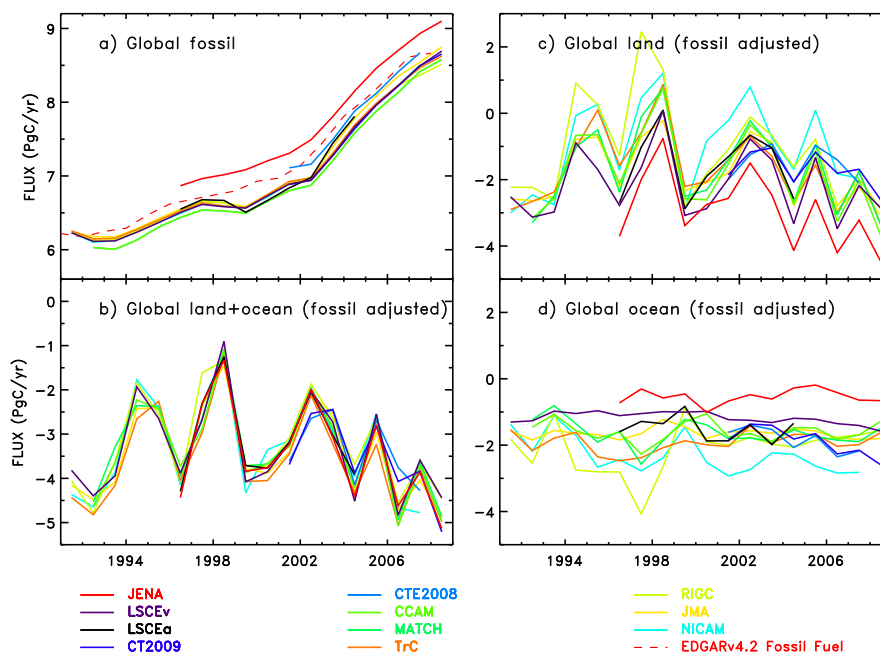 a) Global fossil
FLUX (PgC/yr)
9
8
7
6
c) Global land (fossil adjusted)
FLUX (PgC/yr)
2
0
-2
-4
b) Global land+ocean (fossil adjusted)
FLUX (PgC/yr)
0
-1
-2
-3
-4
-5
1994 1998 2002 2006
d) Global ocean (fossil adjusted)
2
0
-2
-4
1994 1998 2002 2006
JENA
LSCEv
LSCEa
CT2009
CTE2008
CCAM
MATCH
TrC
RIGC
JMA
NICAM
EDGARv4.2 Fossil Fuel